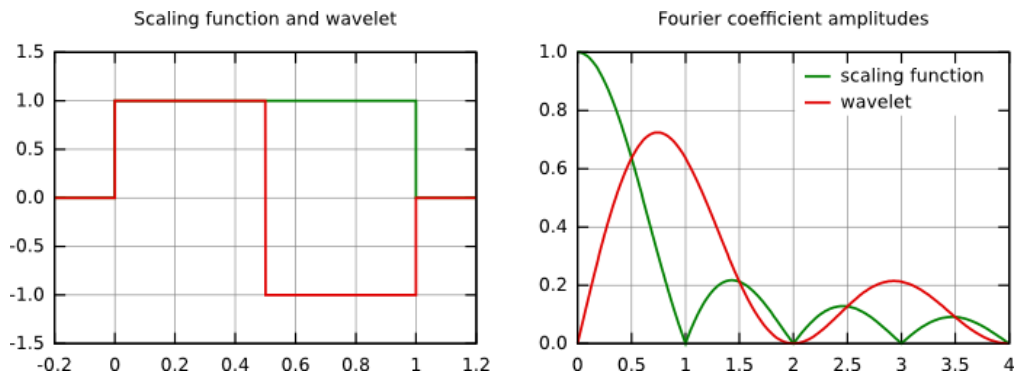 Scaling function and wavelet
1.5
1.0
0.5
0.0
-0.5
-1.0
-1.5
-0.2 0 0.2 0.4 0.6 0.8 1 1.2
Fourier coefficient amplitudes
1.0
0.8
0.6
0.4
0.2
0.0
0 0.5 1 1.5 2 2.5 3 3.5 4
scaling function
wavelet